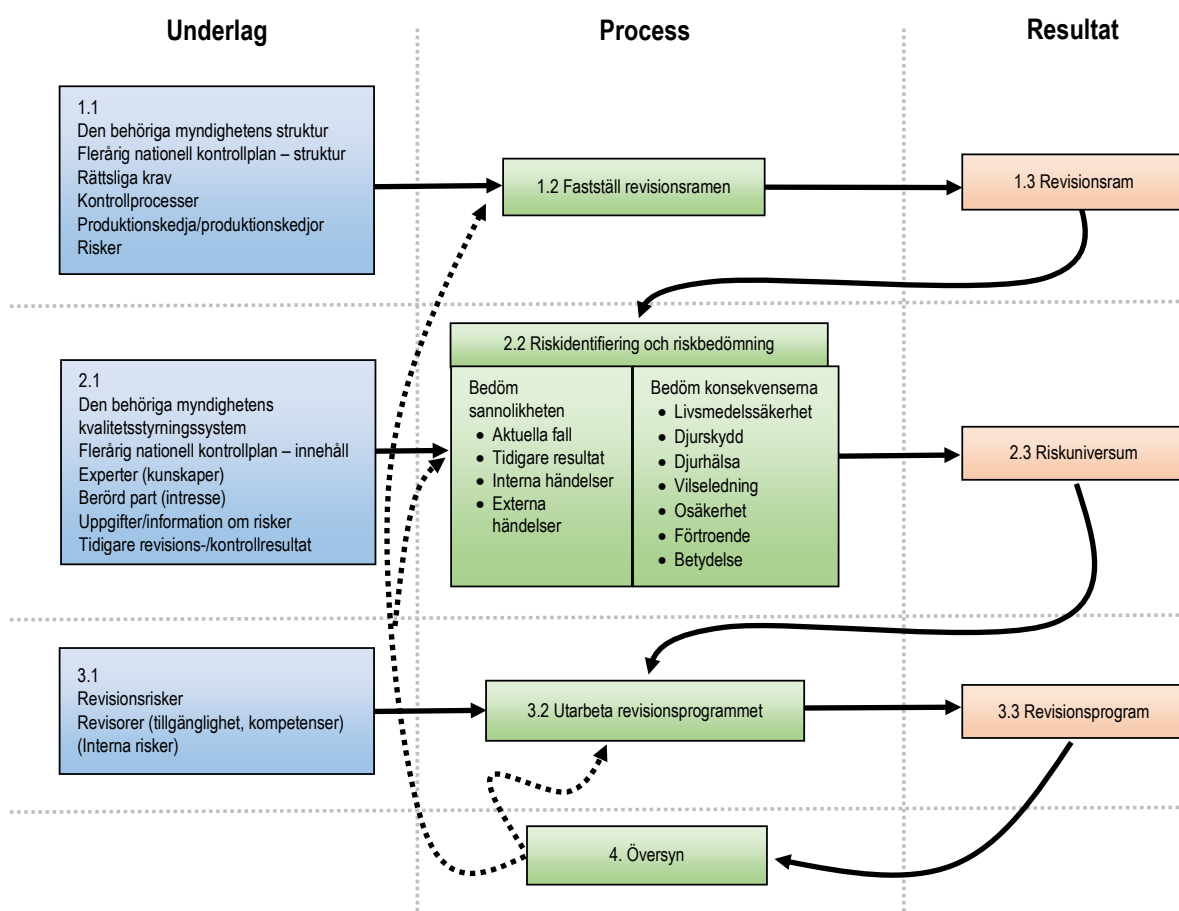 Underlag
Process
Resultat
1.1
Den behöriga myndighetens struktur
Flerårig nationell kontrollplan – struktur
Rättsliga krav
Kontrollprocesser
Produktionskedja/produktionskedjor
Risker
1.2 Fastställ revisionsramen
1.3 Revisionsram
2.1
Den behöriga myndighetens
kvalitetsstyrningssystem
Flerårig nationell kontrollplan – innehåll
Experter (kunskaper)
Berörd part (intresse)
Uppgifter/information om risker
Tidigare revisions-/kontrollresultat
2.2 Riskidentifiering och riskbedömning
Bedöm
sannolikheten
• Aktuella fall
• Tidigare resultat
• Interna händelser
• Externa
händelser
Bedöm konsekvenserna
• Livsmedelssäkerhet
• Djurskydd
• Djurhälsa
• Vilseledning
• Osäkerhet
• Förtroende
• Betydelse
2.3 Riskuniversum
3.1
Revisionsrisker
Revisorer (tillgänglighet, kompetenser)
(Interna risker)
3.2 Utarbeta revisionsprogrammet
3.3 Revisionsprogram
4. Översyn